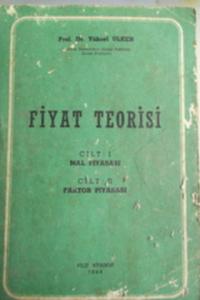 Prof. Dr. Yüksel ÜLKEN
FİYAT TEORİSİ
CİLT I
MAL PİYASASI
CİLT II
FAKTÖR PİYASASI